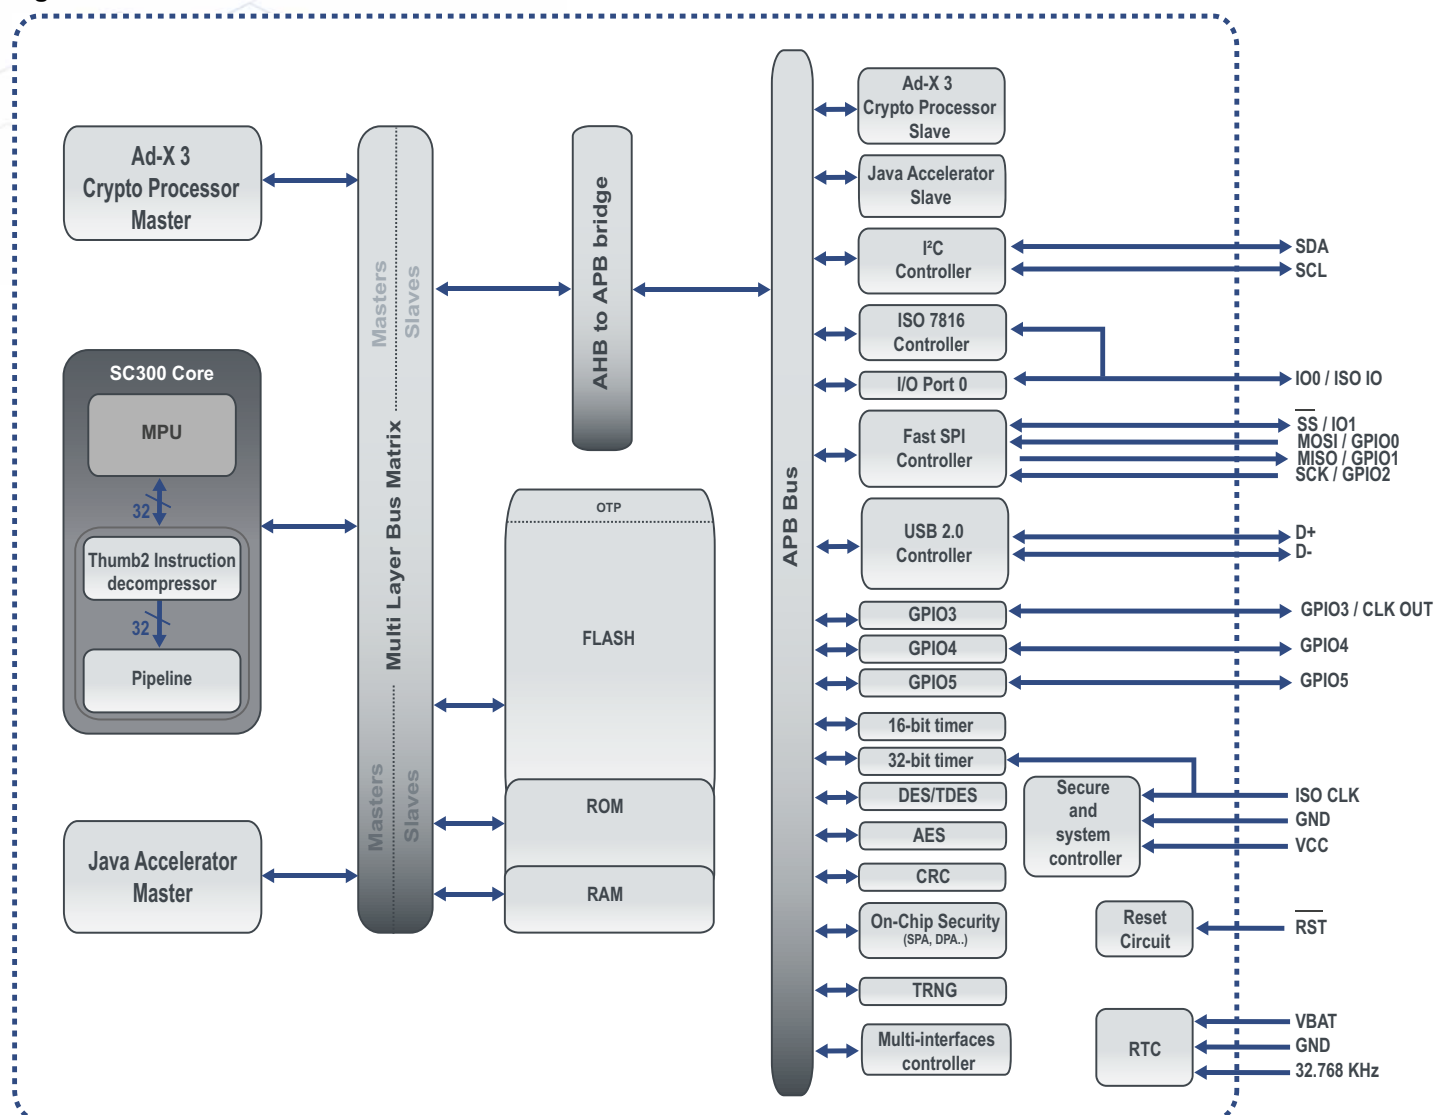 Ad-X 3
Crypto Processor
Master
SC300 Core
MPU
32
Thumb2 Instruction
decompressor
32
Pipeline
Java Accelerator
Master
Masters
Slaves
Multi Layer Bus Matrix
Masters
Slaves
AHB to APB bridge
OTP
FLASH
ROM
RAM
APB Bus
Ad-X 3
Crypto Processor
Slave
Java Accelerator
Slave
I²C
Controller
ISO 7816
Controller
I/O Port 0
Fast SPI
Controller
USB 2.0
Controller
GPIO3
GPIO4
GPIO5
16-bit timer
32-bit timer
DES/TDES
AES
CRC
On-Chip Security
(SPA, DPA..)
TRNG
Multi-interfaces
controller
Secure
and
system
controller
Reset
Circuit
RTC
SDA
SCL
IO0 / ISO IO
S̅S̅ / IO1
MOSI / GPIO0
MISO / GPIO1
SCK / GPIO2
D+
D-
GPIO3 / CLK OUT
GPIO4
GPIO5
ISO CLK
GND
VCC
R̅S̅T̅
VBAT
GND
32.768 KHz